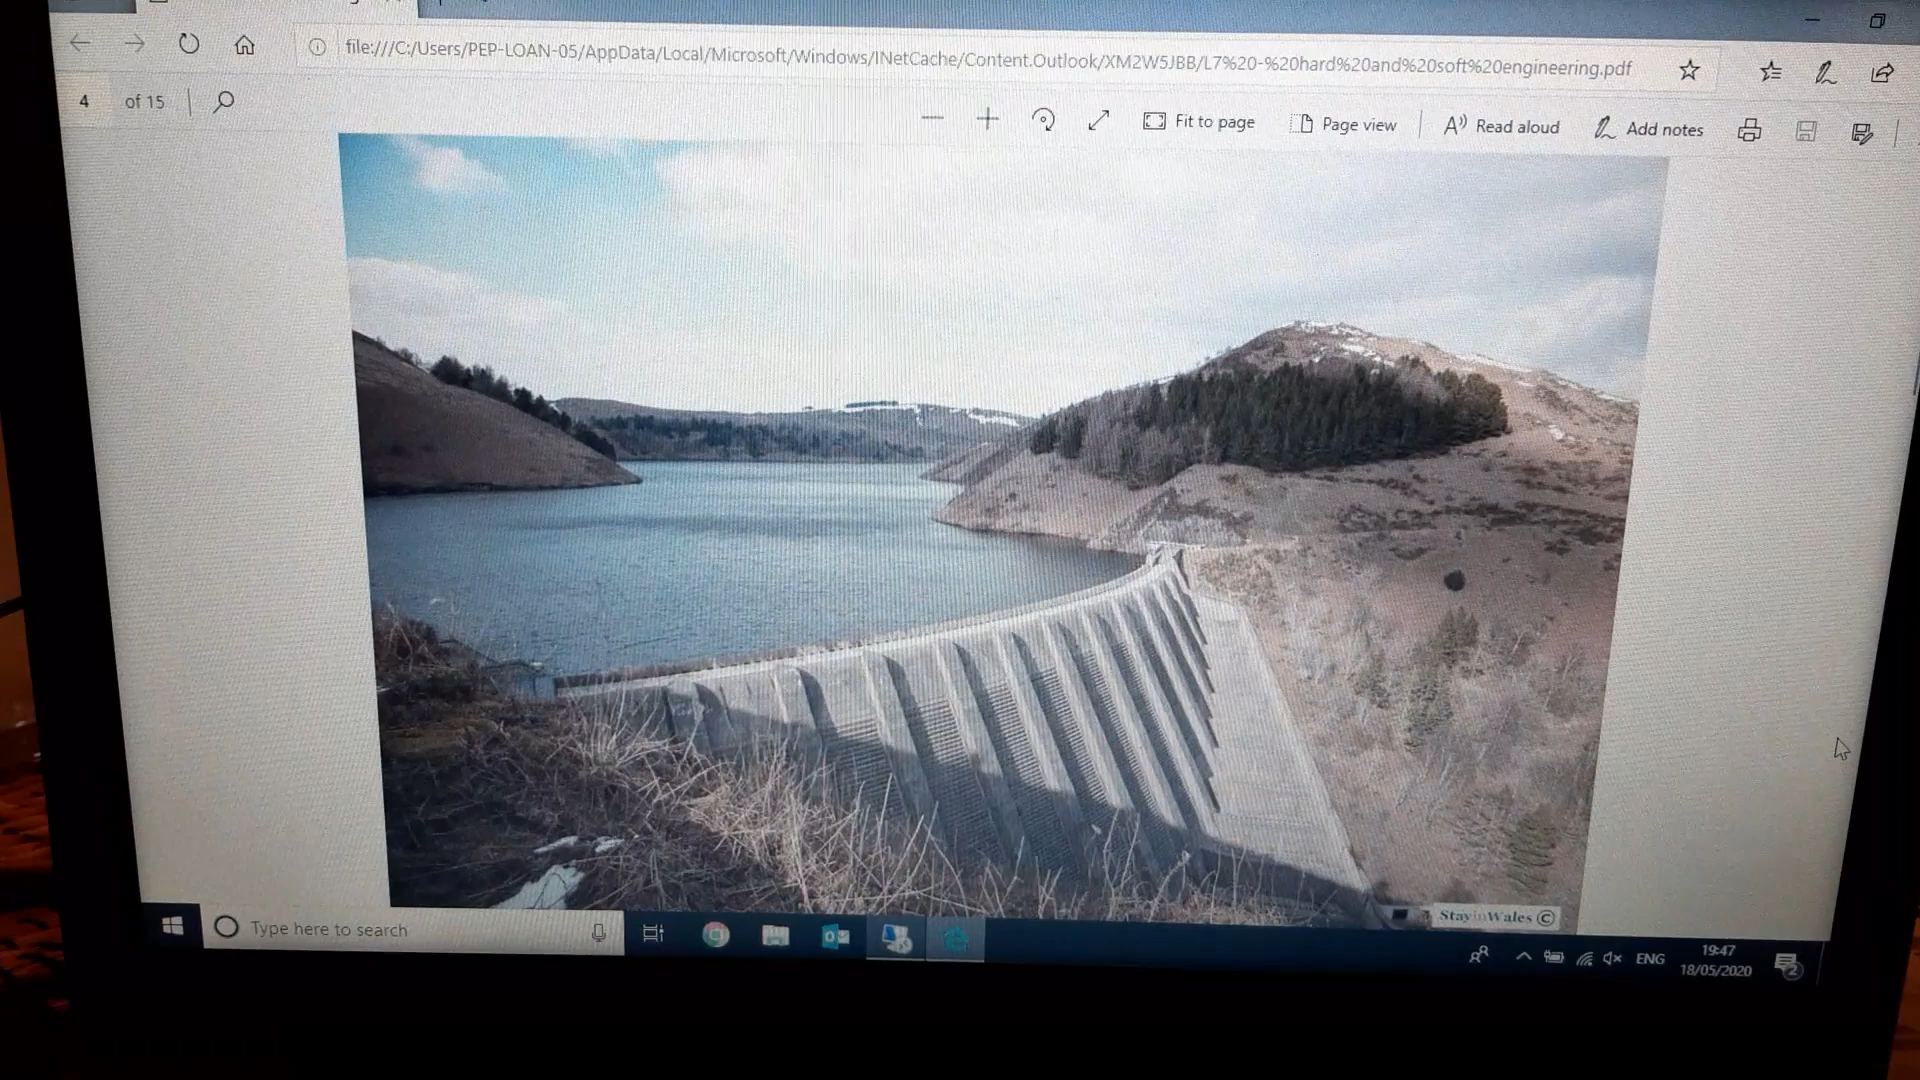 file:///C:/Users/PEP-LOAN-05/AppData/Local/Microsoft/Windows/INetCache/Content.Outlook/XM2W5JBB/L7%20-%20hard%20and%20soft%20engineering.pdf
4 of 15
Fit to page
Page view
Read aloud
Add notes
StayinWales ©
Type here to search
ENG
19:47
18/05/2020
2